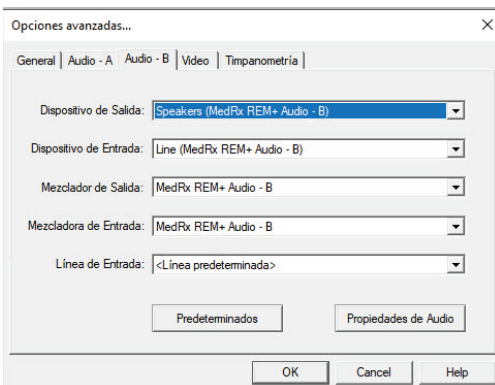 Opciones avanzadas...
General Audio - A Audio - B Video Timpanometría
Dispositivo de Salida: Speakers (MedRx REM+ Audio - B)
Dispositivo de Entrada: Line (MedRx REM+ Audio - B)
Mezclador de Salida: MedRx REM+ Audio - B
Mezcladora de Entrada: MedRx REM+ Audio - B
Línea de Entrada: <Línea predeterminada>
Predeterminados Propiedades de Audio
OK Cancel Help